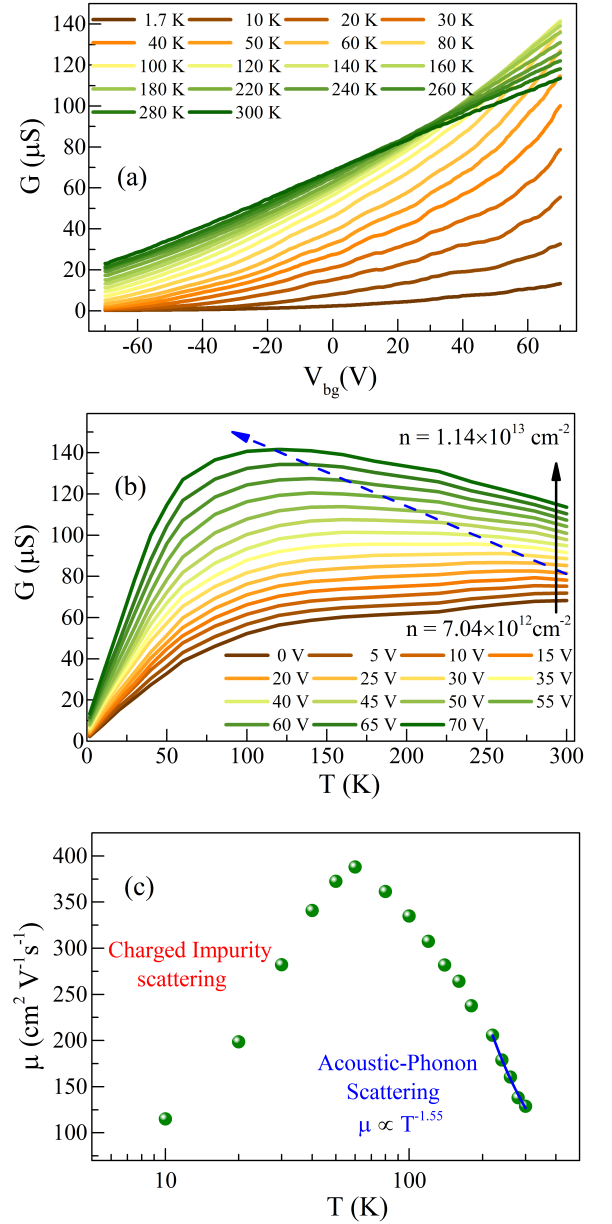 (a)
1.7 K 10 K 20 K 30 K
40 K 50 K 60 K 80 K
100 K 120 K 140 K 160 K
180 K 220 K 240 K 260 K
280 K 300 K
G (μS)
140
120
100
80
60
40
20
0
-60 -40 -20 0 20 40 60
V_bg(V)
(b)
n = 1.14×10^13 cm^-2
n = 7.04×10^12cm^-2
0 V 5 V 10 V 15 V
20 V 25 V 30 V 35 V
40 V 45 V 50 V 55 V
60 V 65 V 70 V
G (μS)
140
120
100
80
60
40
20
0
0 50 100 150 200 250 300
T (K)
(c)
Charged Impurity
scattering
Acoustic-Phonon
Scattering
μ ∝ T^-1.55
μ (cm^2 V^-1s^-1)
400
350
300
250
200
150
100
10 100
T (K)